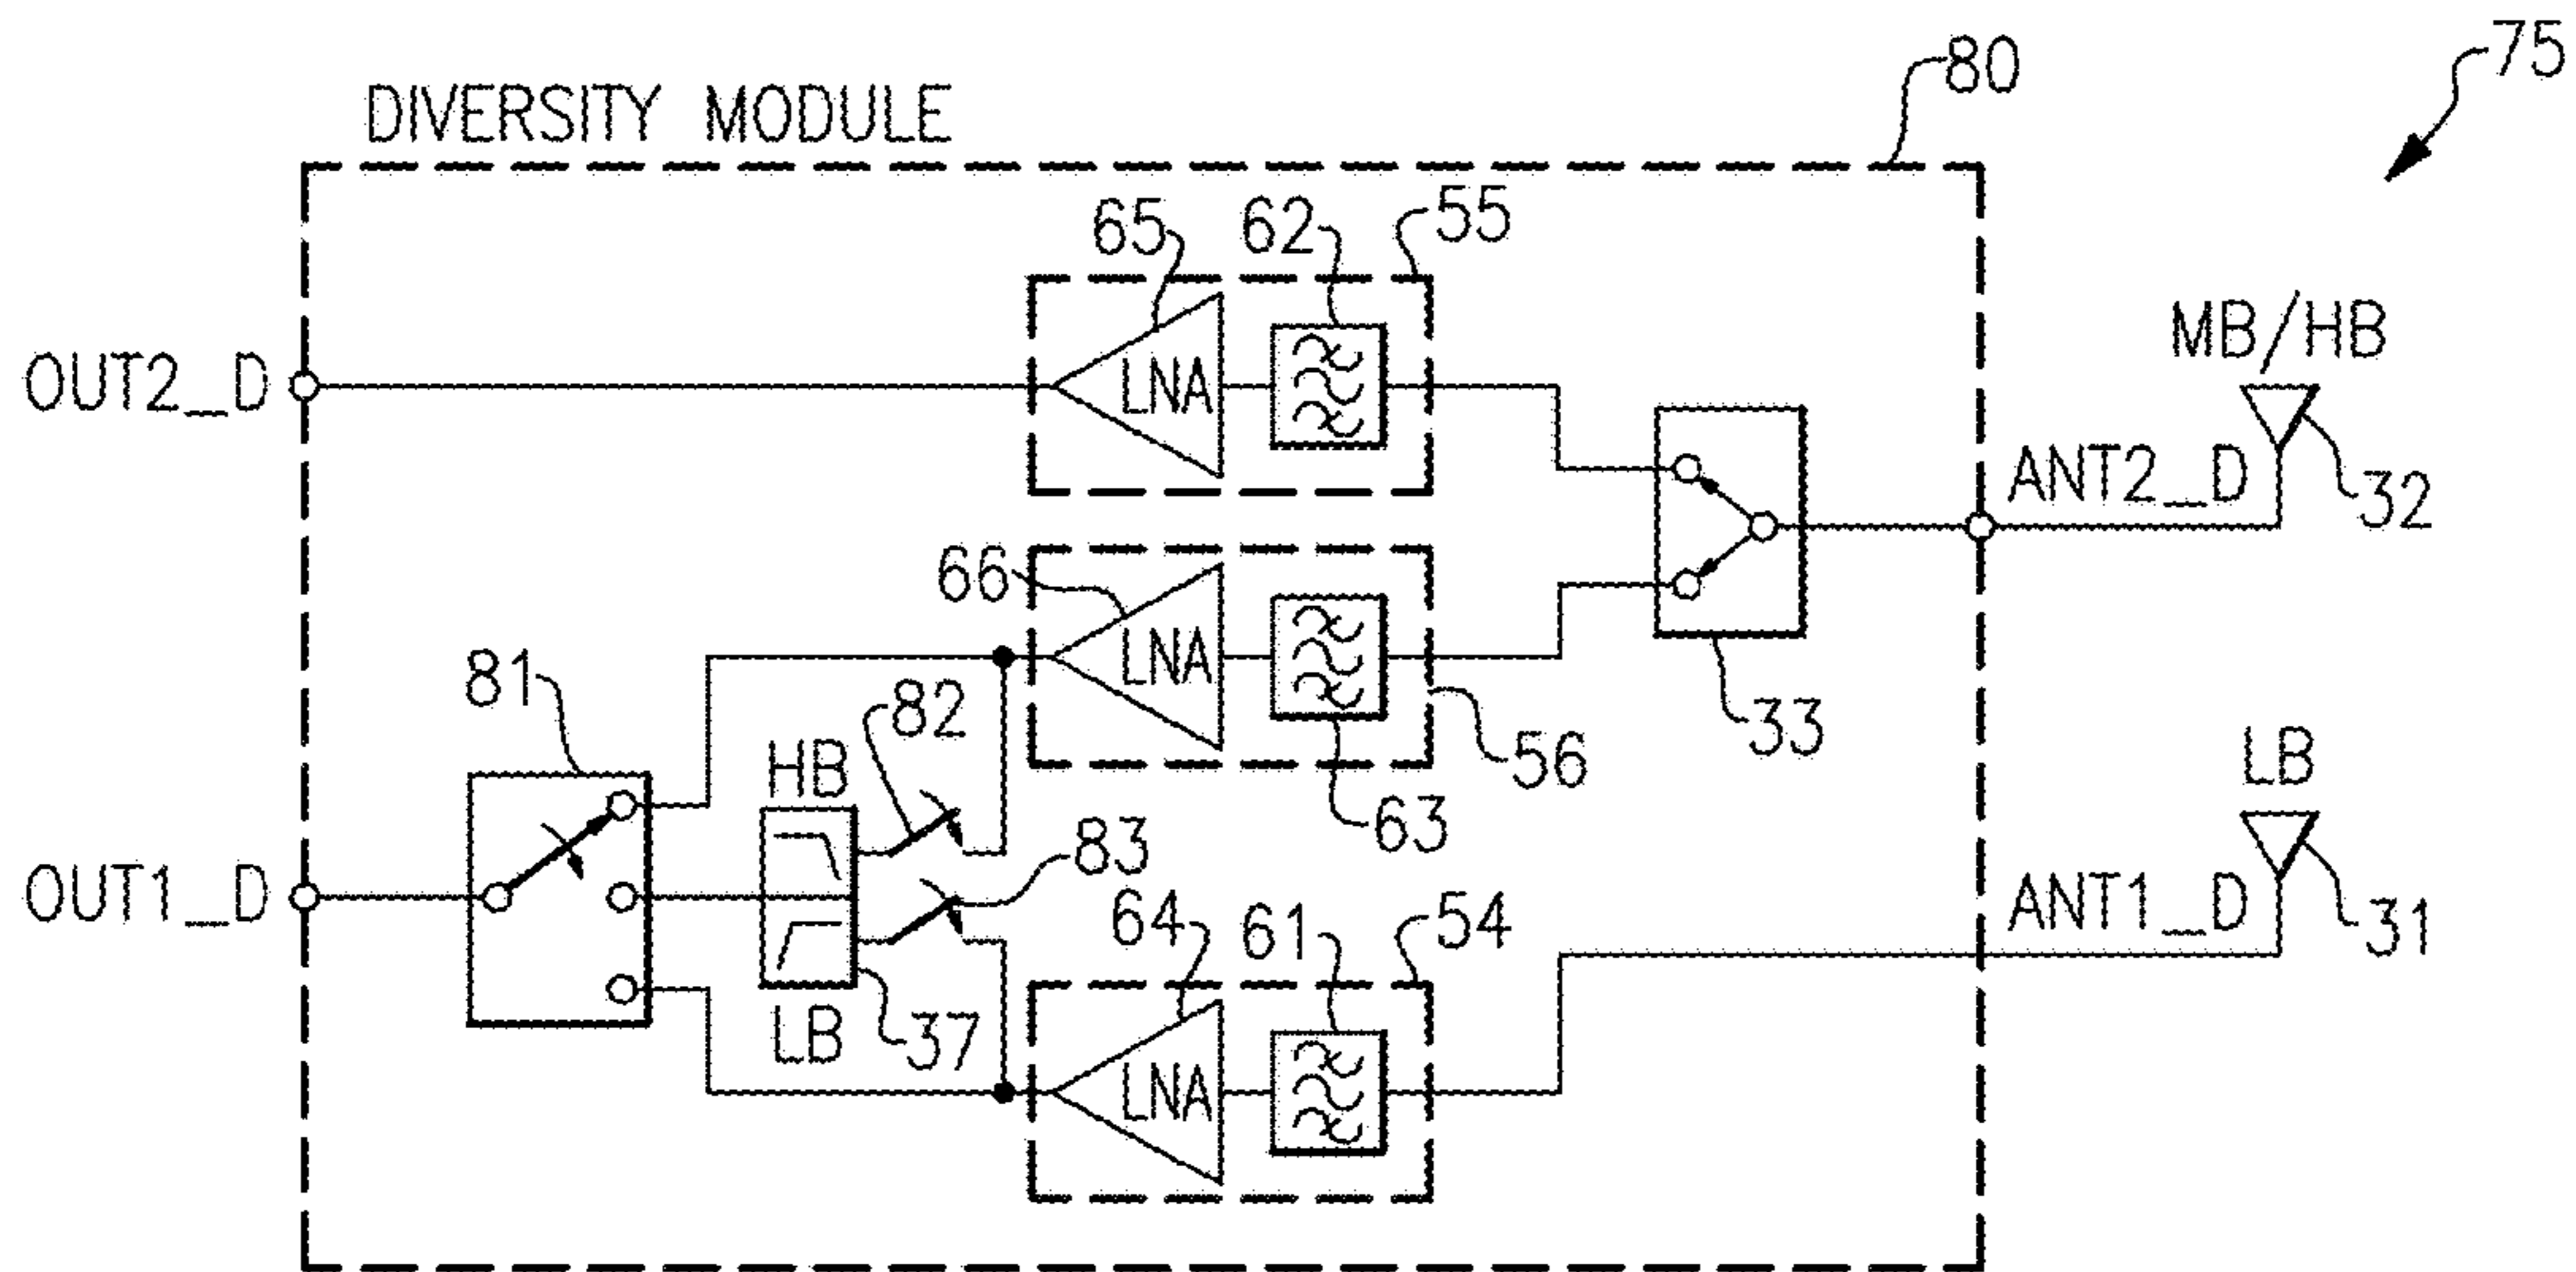 75
80
DIVERSITY MODULE
65
62
55
MB/HB
OUT2_D
LNA
ANT2_D
32
66
LNA
81
82
33
56
HB
LB
63
83
OUT1_D
64
61
54
ANT1_D
31
LB
37
LNA